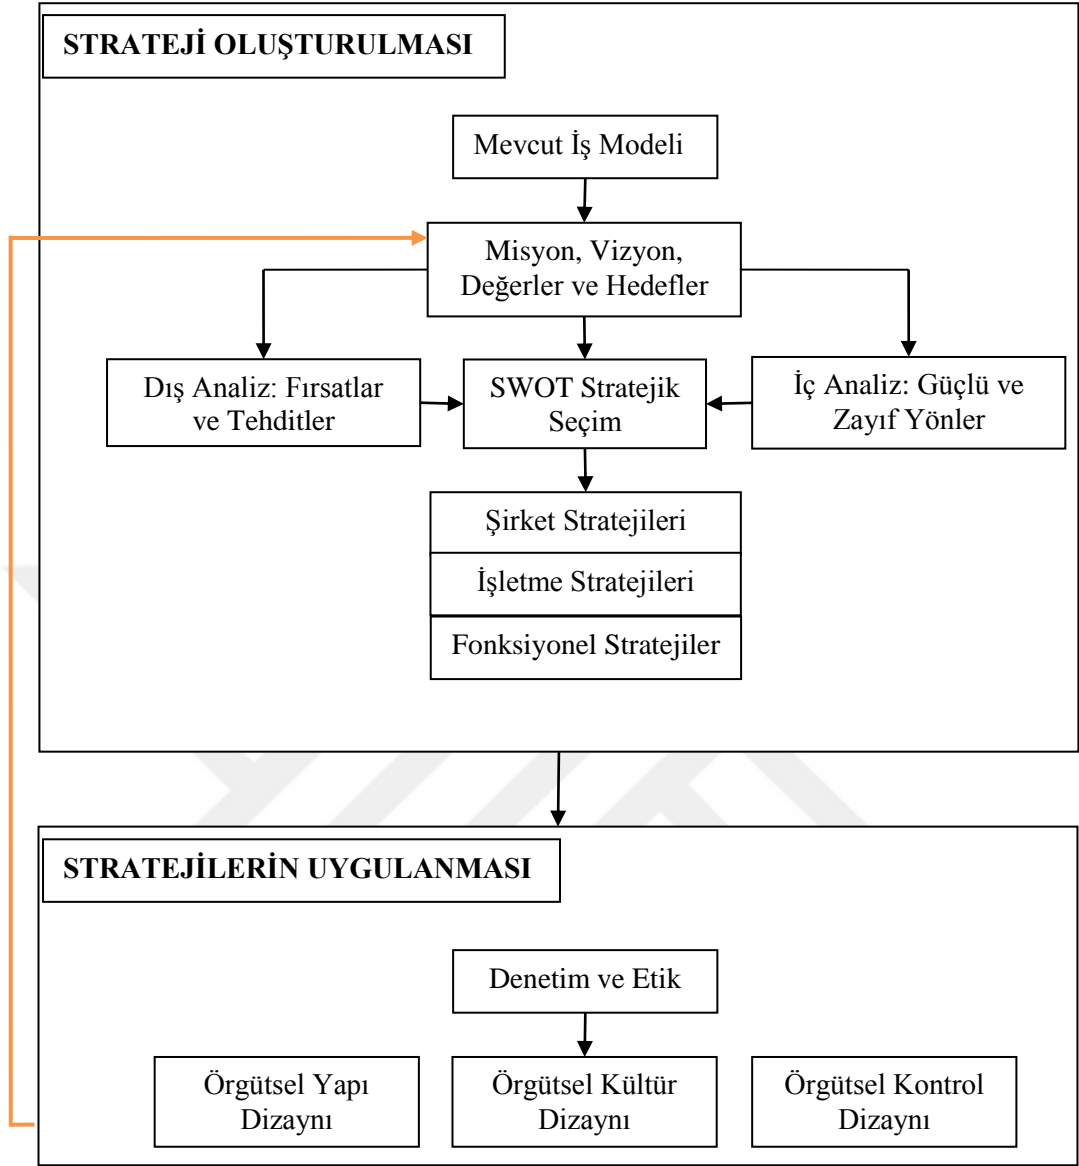 STRATEJİ OLUŞTURULMASI
Mevcut İş Modeli
Misyon, Vizyon,
Değerler ve Hedefler
Dış Analiz: Fırsatlar
ve Tehditler
SWOT Stratejik
Seçim
İç Analiz: Güçlü ve
Zayıf Yönler
Şirket Stratejileri
İşletme Stratejileri
Fonksiyonel Stratejiler
STRATEJİLERİN UYGULANMASI
Denetim ve Etik
Örgütsel Yapı
Dizaynı
Örgütsel Kültür
Dizaynı
Örgütsel Kontrol
Dizaynı